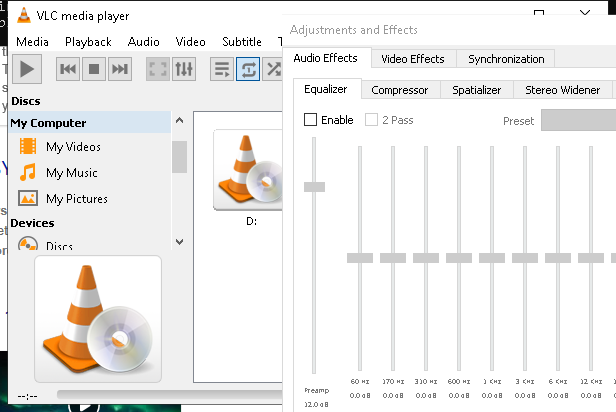 VLC media player
Media Playback Audio Video Subtitle T
Discs
My Computer
My Videos
My Music
My Pictures
Devices
Discs
D:
--:--
Adjustments and Effects
Audio Effects Video Effects Synchronization
Equalizer Compressor Spatializer Stereo Widener
Enable 2 Pass Preset
60 Hz 170 Hz 310 Hz 600 Hz 1 KHz 3 KHz 6 KHz 12 KHz
Preamp 0.0 dB 0.0 dB 0.0 dB 0.0 dB 0.0 dB 0.0 dB 0.0 dB 0.0 dB
12.0 dB